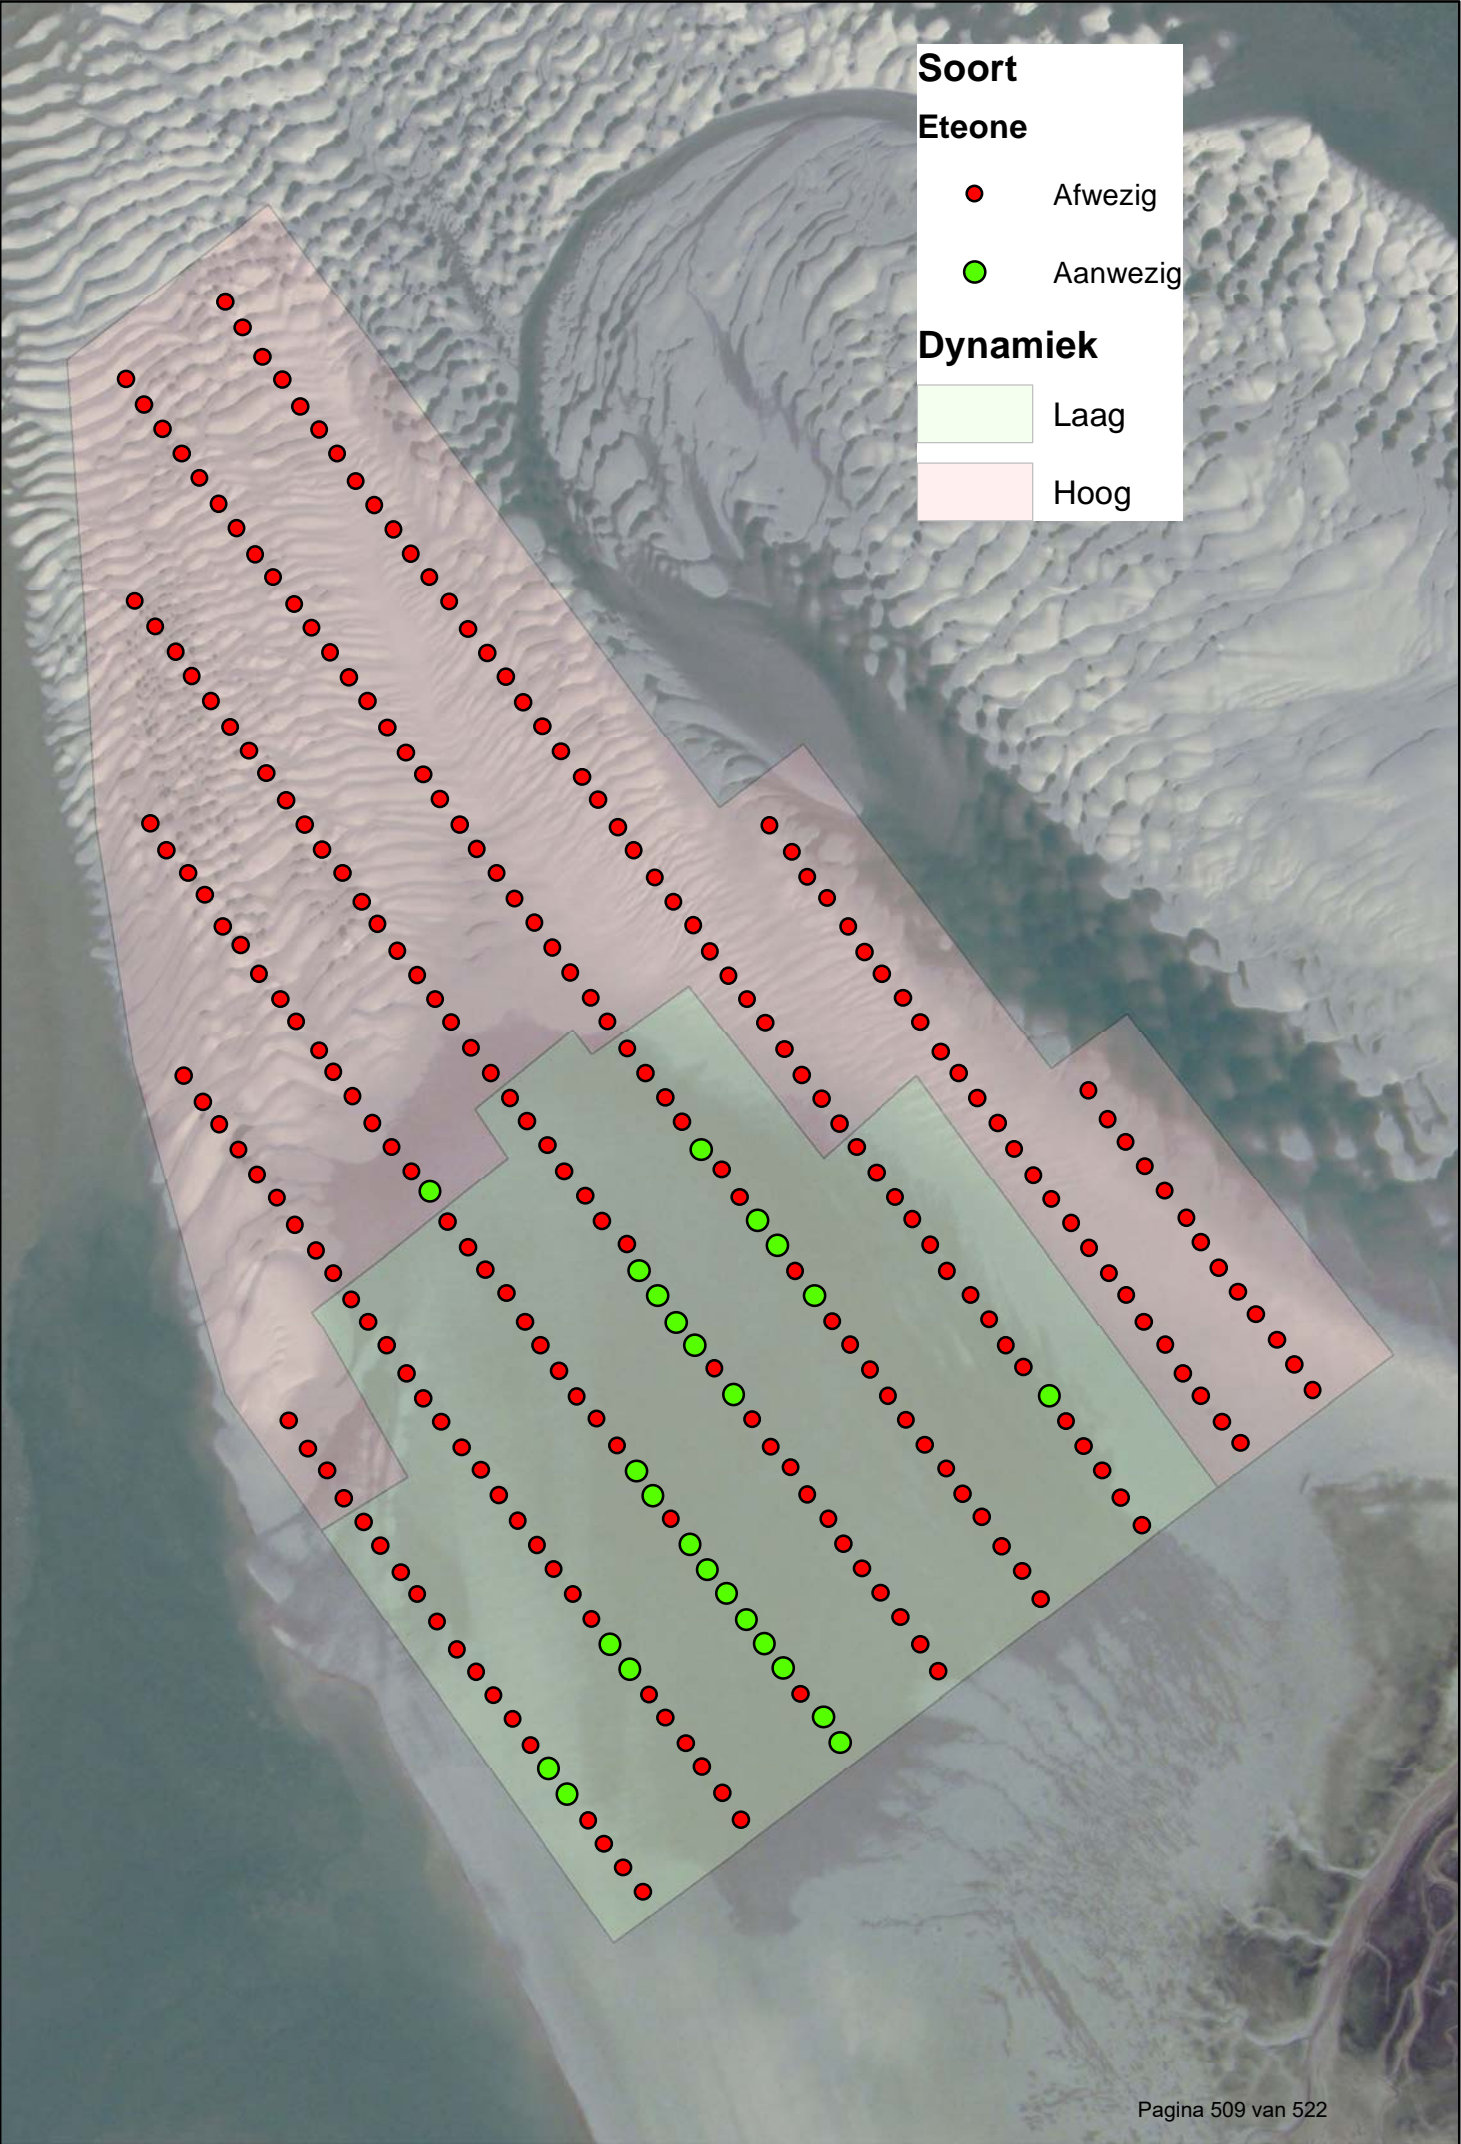 Soort
Eteone
Afwezig
Aanwezig
Dynamiek
Laag
Hoog
Pagina 509 van 522